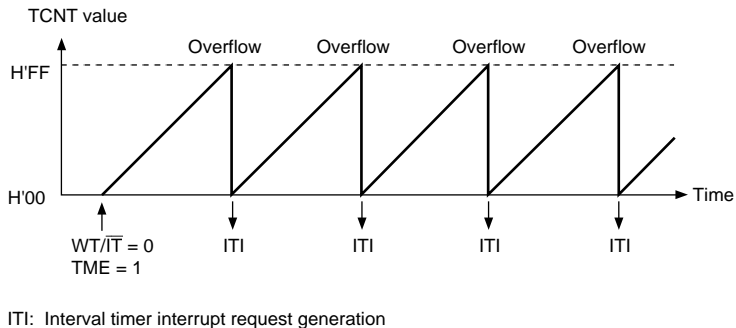 TCNT value
Overflow Overflow Overflow Overflow
H'FF
H'00
Time
WT/I̅T̅ = 0
TME = 1
ITI ITI ITI ITI
ITI: Interval timer interrupt request generation